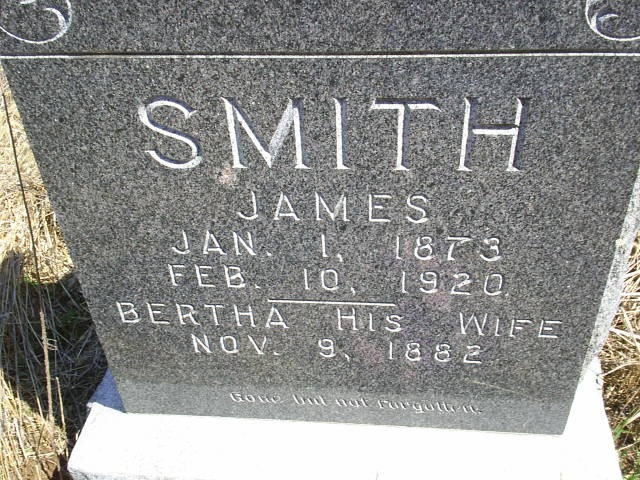 SMITH
JAMES
JAN. 1, 1873
FEB. 10, 1920.
BERTHA HIS WIFE
NOV. 9, 1882
Gone but not Forgotten.